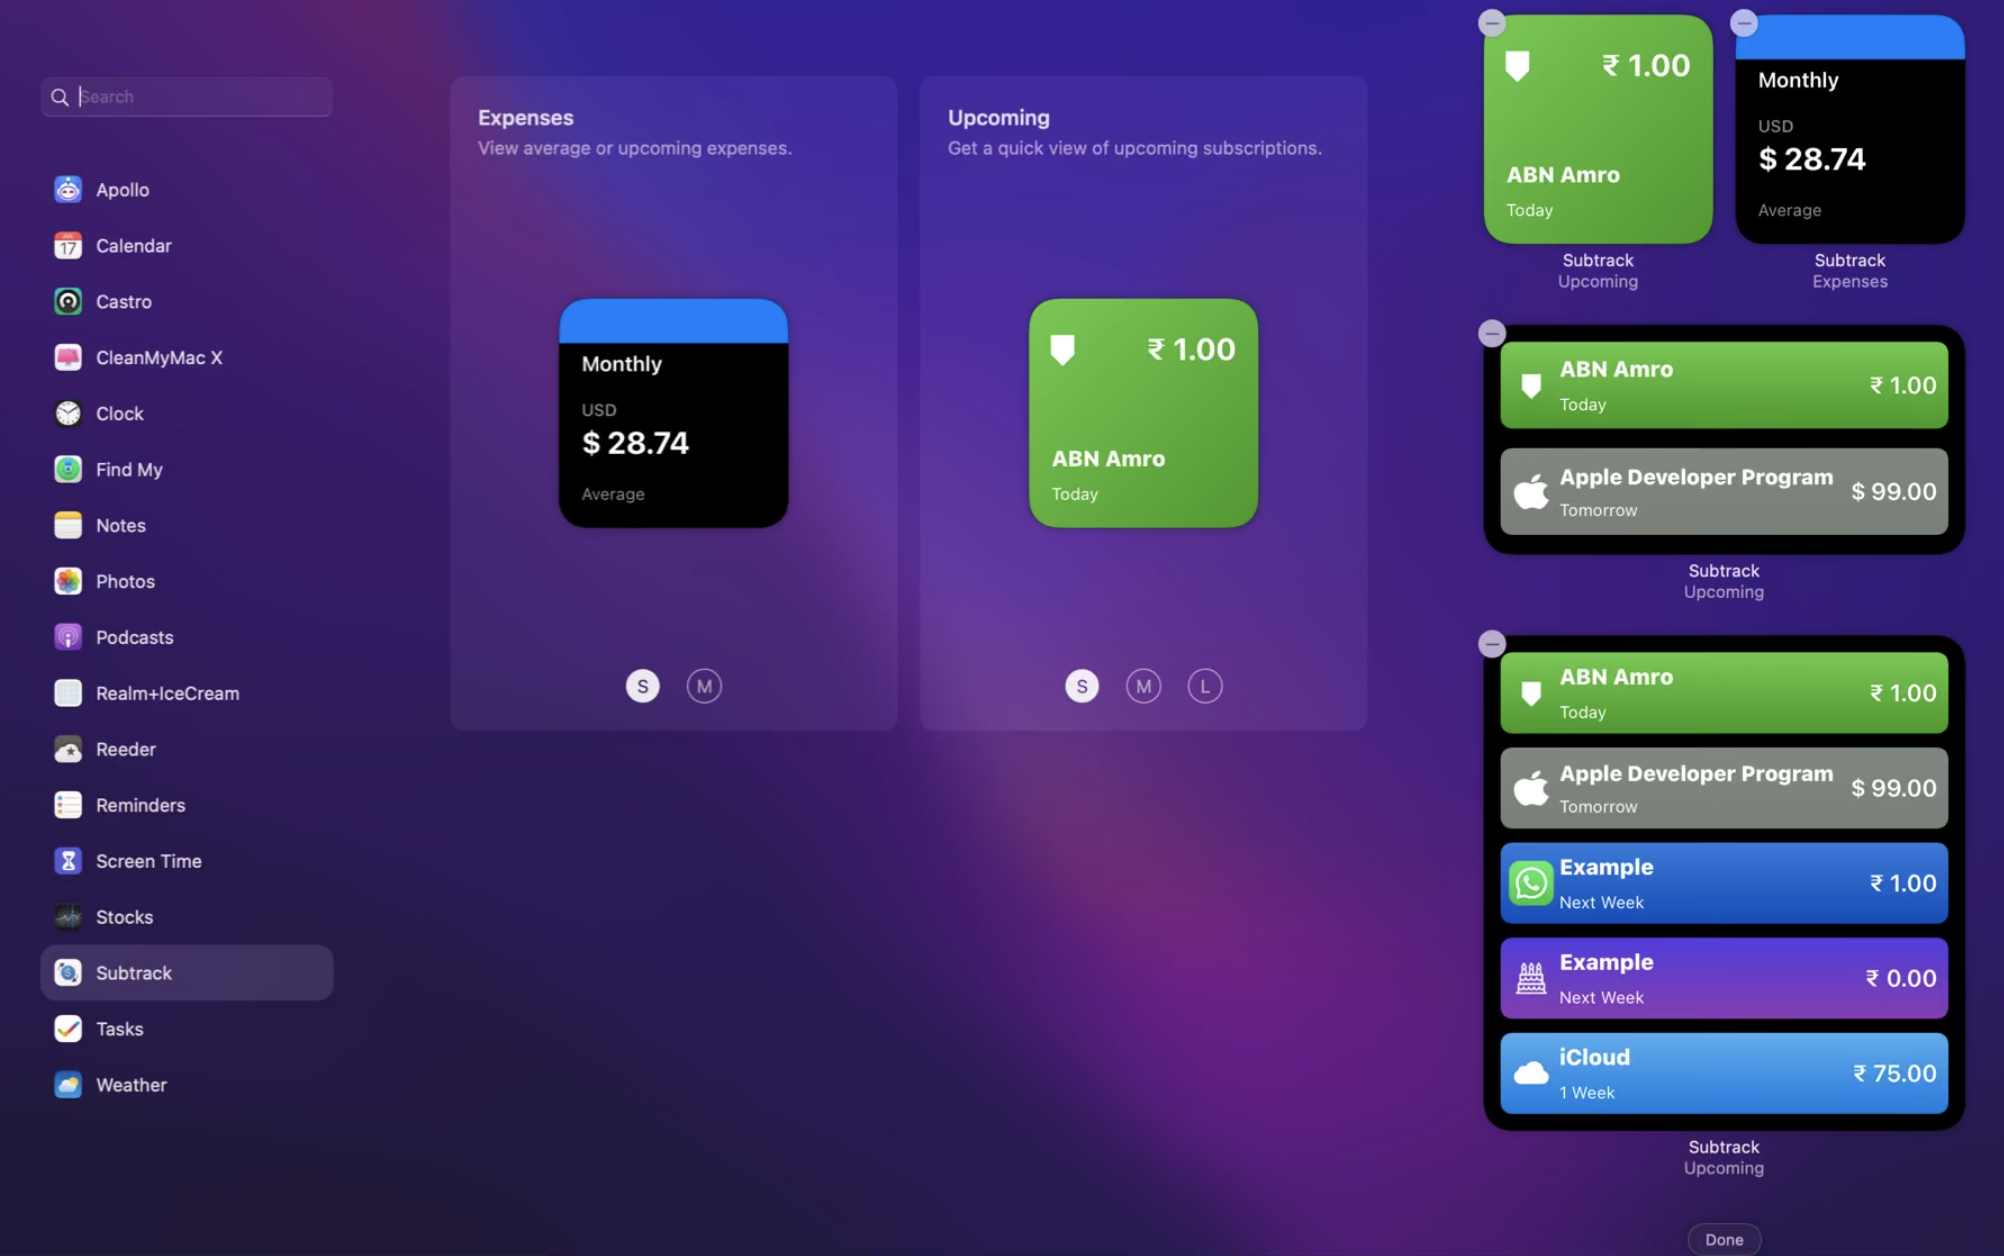 Search
Apollo
Calendar
Castro
CleanMyMac X
Clock
Find My
Notes
Photos
Podcasts
Realm+IceCream
Reeder
Reminders
Screen Time
Stocks
Subtrack
Tasks
Weather
17
Expenses
View average or upcoming expenses.
Monthly
USD
$ 28.74
Average
S M
Upcoming
Get a quick view of upcoming subscriptions.
₹ 1.00
ABN Amro
Today
S M L
₹ 1.00
ABN Amro
Today
Subtrack
Upcoming
Monthly
USD
$ 28.74
Average
Subtrack
Expenses
ABN Amro
Today
₹ 1.00
Apple Developer Program
Tomorrow
$ 99.00
Subtrack
Upcoming
ABN Amro
Today
₹ 1.00
Apple Developer Program
Tomorrow
$ 99.00
Example
Next Week
₹ 1.00
Example
Next Week
₹ 0.00
iCloud
1 Week
₹ 75.00
Subtrack
Upcoming
Done